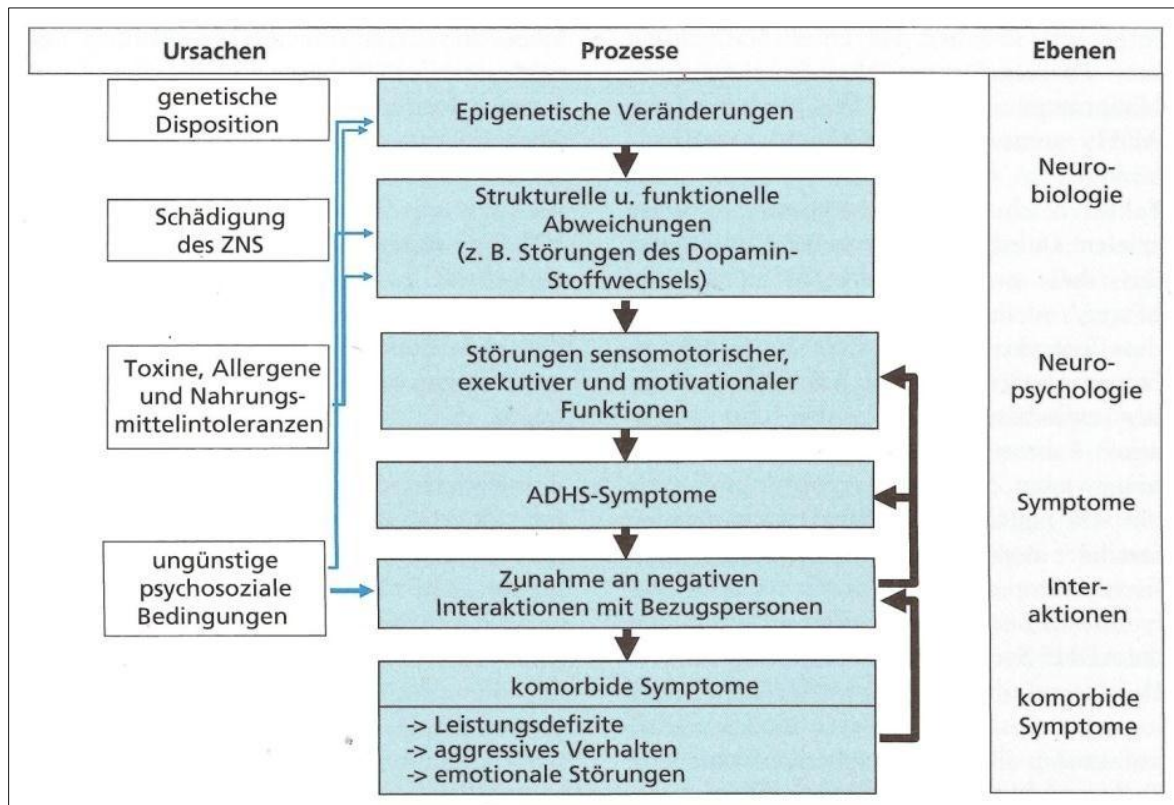 Ursachen
Prozesse
Ebenen
genetische
Disposition
Schädigung
des ZNS
Toxine, Allergene
und Nahrungs-
mittelintoleranzen
ungünstige
psychosoziale
Bedingungen
Epigenetische Veränderungen
Strukturelle u. funktionelle
Abweichungen
(z. B. Störungen des Dopamin-
Stoffwechsels)
Störungen sensomotorischer,
exekutiver und motivationaler
Funktionen
ADHS-Symptome
Zunahme an negativen
Interaktionen mit Bezugspersonen
komorbide Symptome
-> Leistungsdefizite
-> aggressives Verhalten
-> emotionale Störungen
Neuro-
biologie
Neuro-
psychologie
Symptome
Inter-
aktionen
komorbide
Symptome